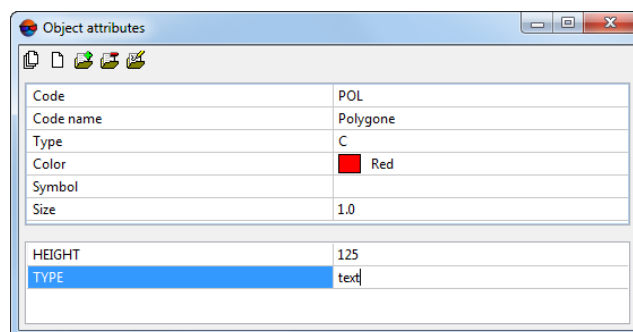 Object attributes
Code POL
Code name Polygone
Type C
Color Red
Symbol
Size 1.0
HEIGHT 125
TYPE text